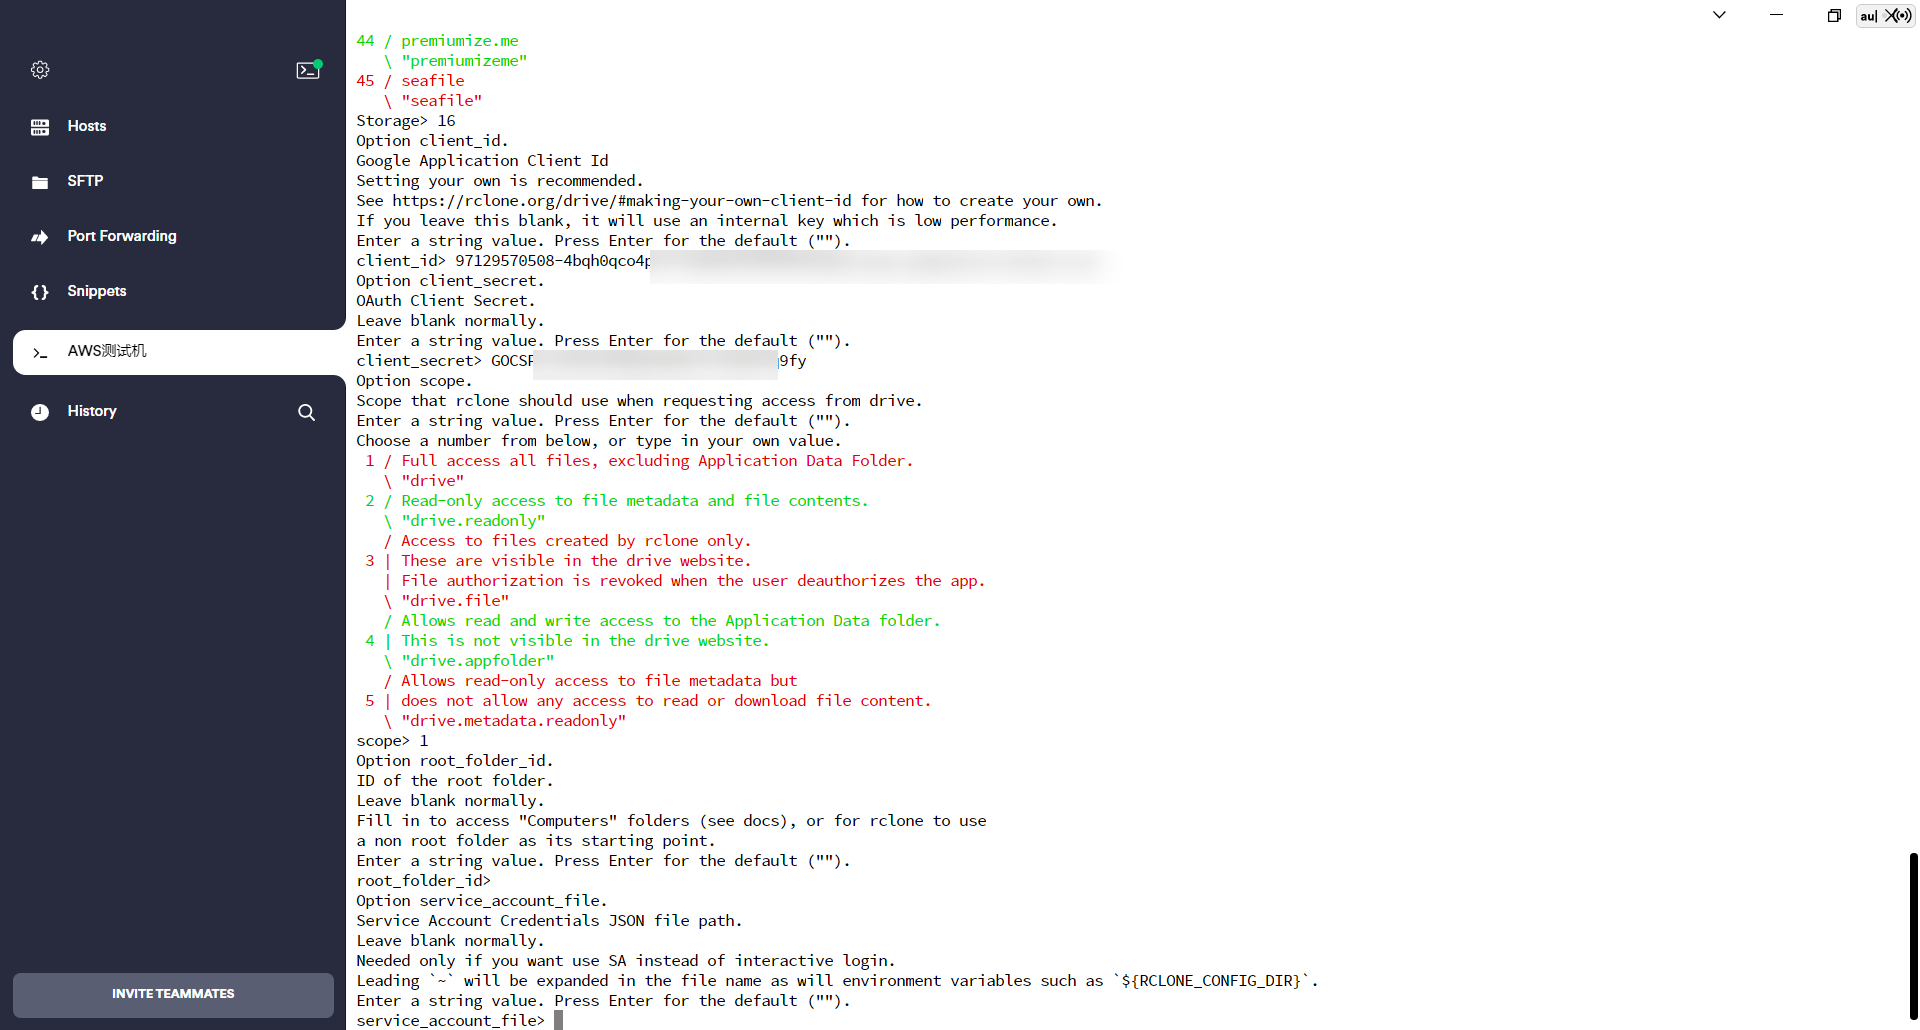 Hosts
SFTP
Port Forwarding
Snippets
AWS测试机
History
INVITE TEAMMATES
au|
44 / premiumize.me
\ "premiumizeme"
45 / seafile
\ "seafile"
Storage> 16
Option client_id.
Google Application Client Id
Setting your own is recommended.
See https://rclone.org/drive/#making-your-own-client-id for how to create your own.
If you leave this blank, it will use an internal key which is low performance.
Enter a string value. Press Enter for the default ("").
client_id> 97129570508-4bqh0qco4p
Option client_secret.
OAuth Client Secret.
Leave blank normally.
Enter a string value. Press Enter for the default ("").
client_secret> GOCSP 9fy
Option scope.
Scope that rclone should use when requesting access from drive.
Enter a string value. Press Enter for the default ("").
Choose a number from below, or type in your own value.
1 / Full access all files, excluding Application Data Folder.
\ "drive"
2 / Read-only access to file metadata and file contents.
\ "drive.readonly"
/ Access to files created by rclone only.
3 | These are visible in the drive website.
| File authorization is revoked when the user deauthorizes the app.
\ "drive.file"
/ Allows read and write access to the Application Data folder.
4 | This is not visible in the drive website.
\ "drive.appfolder"
/ Allows read-only access to file metadata but
5 | does not allow any access to read or download file content.
\ "drive.metadata.readonly"
scope> 1
Option root_folder_id.
ID of the root folder.
Leave blank normally.
Fill in to access "Computers" folders (see docs), or for rclone to use
a non root folder as its starting point.
Enter a string value. Press Enter for the default ("").
root_folder_id>
Option service_account_file.
Service Account Credentials JSON file path.
Leave blank normally.
Needed only if you want use SA instead of interactive login.
Leading `~` will be expanded in the file name as will environment variables such as `${RCLONE_CONFIG_DIR}`.
Enter a string value. Press Enter for the default ("").
service_account_file>